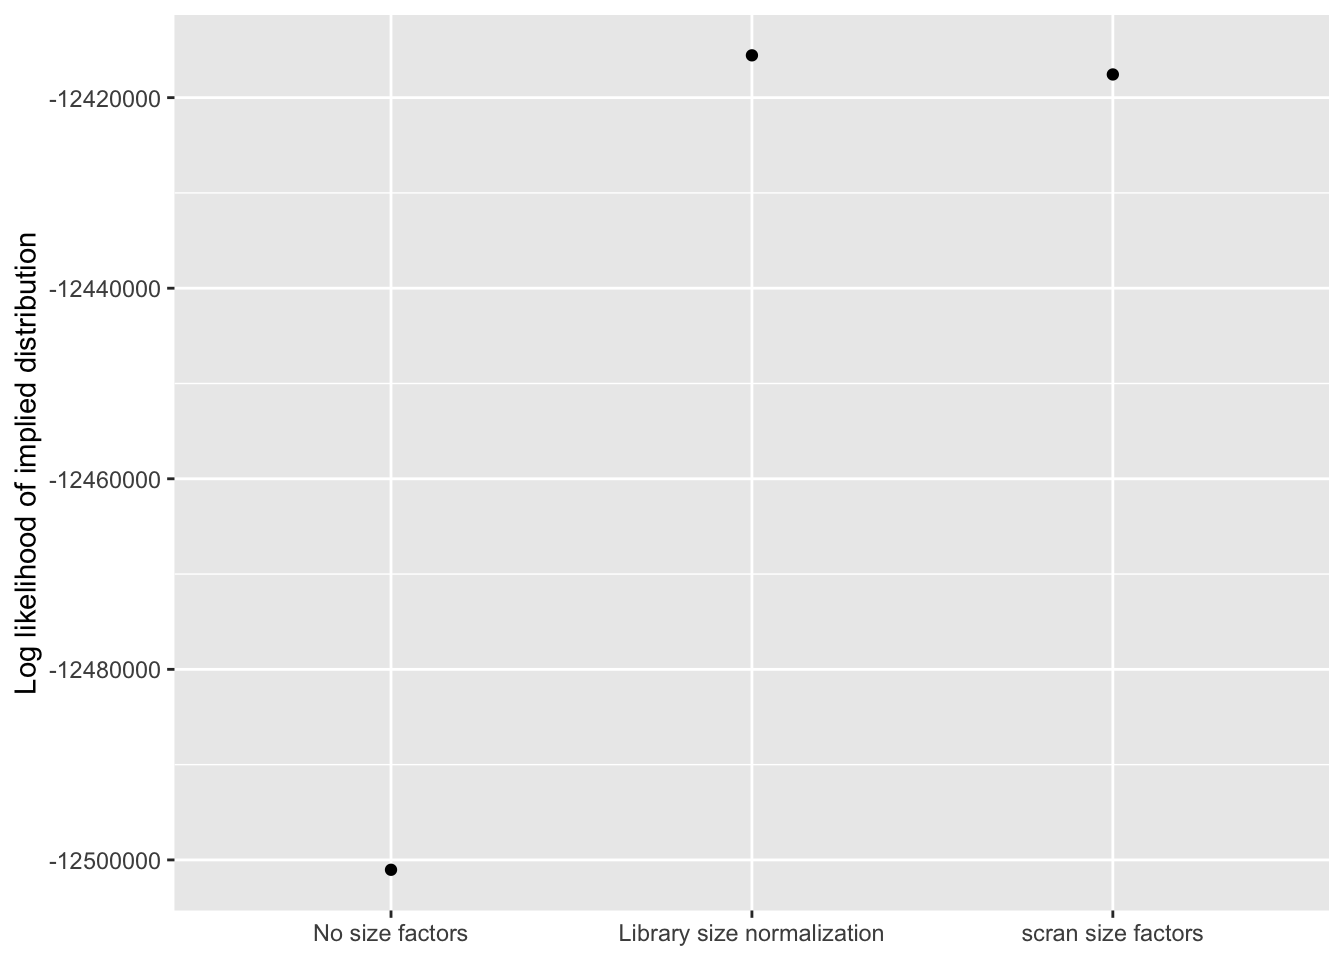 Log likelihood of implied distribution
-12420000
-12440000
-12460000
-12480000
-12500000
No size factors
Library size normalization
scran size factors